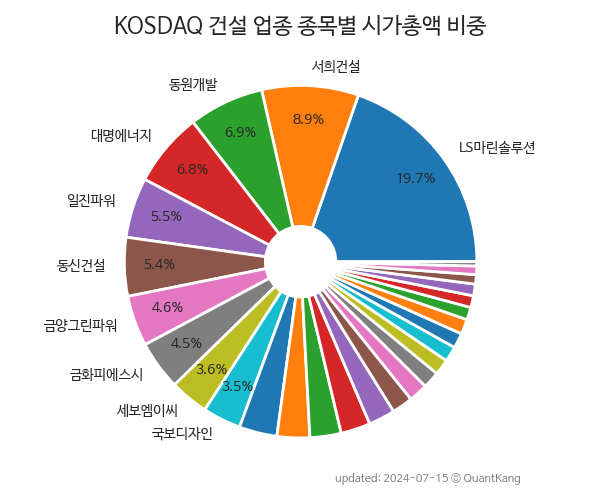 KOSDAQ 건설 업종 종목별 시가총액 비중
LS마린솔루션
19.7%
서희건설
8.9%
동원개발
6.9%
대명에너지
6.8%
일진파워
5.5%
동신건설
5.4%
금양그린파워
4.6%
금화피에스시
4.5%
세보엠이씨
3.6%
국보디자인
3.5%
updated: 2024-07-15 © QuantKang